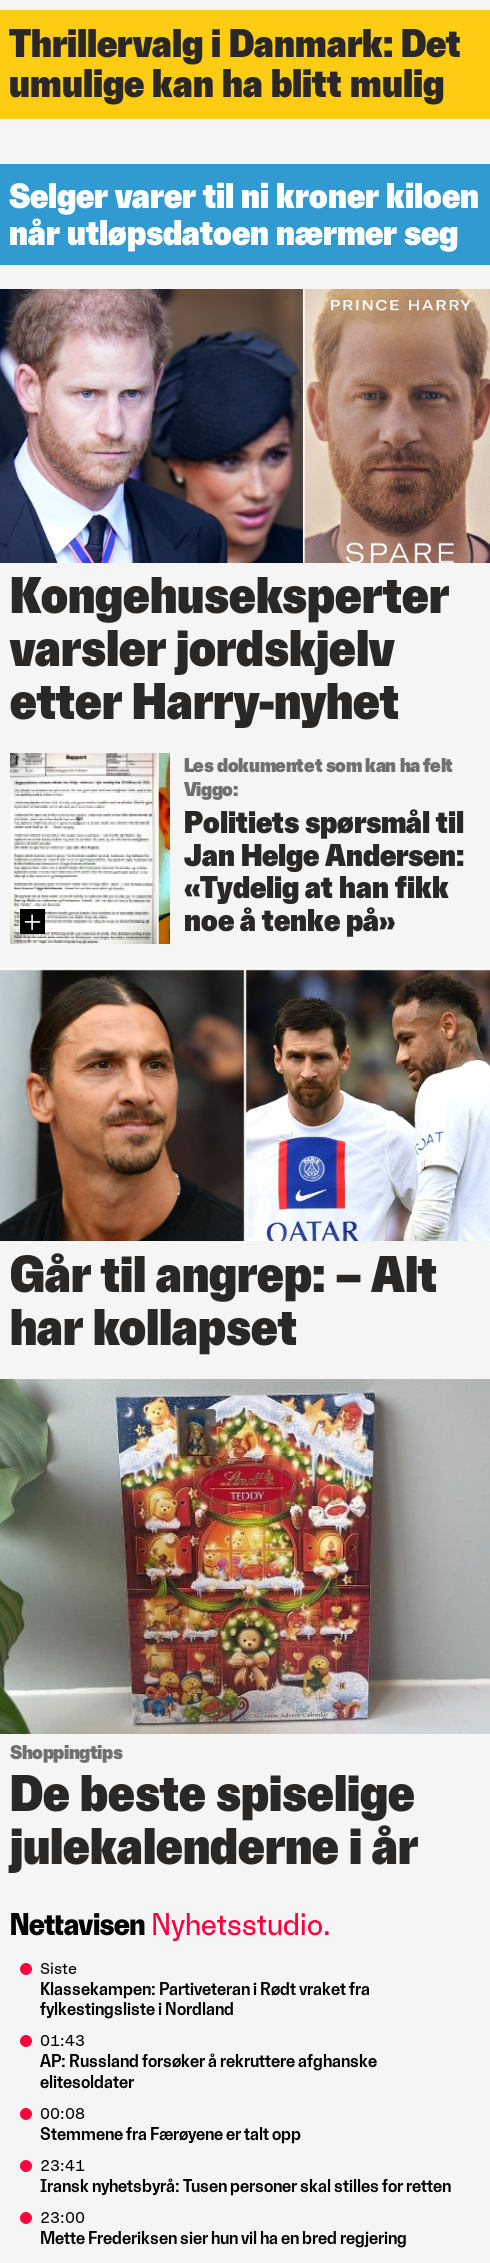 Thrillervalg i Danmark: Det
umulige kan ha blitt mulig
Selger varer til ni kroner kiloen
når utløpsdatoen nærmer seg
PRINCE HARRY
SPARE
Kongehuseksperter
varsler jordskjelv
etter Harry-nyhet
Rapport
Les dokumentet som kan ha felt
Viggo:
Politiets spørsmål til
Jan Helge Andersen:
«Tydelig at han fikk
noe å tenke på»
QATAR
Går til angrep: – Alt
har kollapset
Lindt
TEDDY
Shoppingtips
De beste spiselige
julekalenderne i år
Nettavisen Nyhetsstudio.
Siste
Klassekampen: Partiveteran i Rødt vraket fra
fylkestingsliste i Nordland
01:43
AP: Russland forsøker å rekruttere afghanske
elitesoldater
00:08
Stemmene fra Færøyene er talt opp
23:41
Iransk nyhetsbyrå: Tusen personer skal stilles for retten
23:00
Mette Frederiksen sier hun vil ha en bred regjering